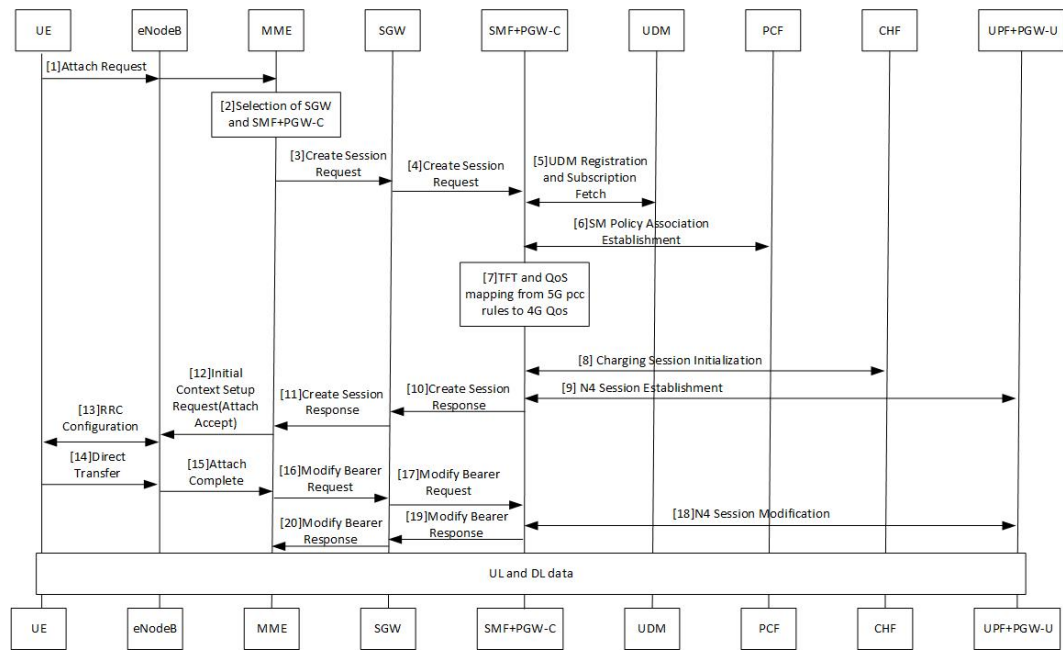 UE
eNodeB
MME
SGW
SMF+PGW-C
UDM
PCF
CHF
UPF+PGW-U
[1]Attach Request
[2]Selection of SGW
and SMF+PGW-C
[3]Create Session
Request
[4]Create Session
Request
[5]UDM Registration
and Subscription
Fetch
[6]SM Policy Association
Establishment
[7]TFT and QoS
mapping from 5G pcc
rules to 4G Qos
[8] Charging Session Initialization
[9] N4 Session Establishment
[10]Create Session
Response
[11]Create Session
Response
[12]Initial
Context Setup
Request(Attach
Accept)
[13]RRC
Configuration
[14]Direct
Transfer
[15]Attach
Complete
[16]Modify Bearer
Request
[17]Modify Bearer
Request
[18]N4 Session Modification
[19]Modify Bearer
Response
[20]Modify Bearer
Response
UL and DL data
UE
eNodeB
MME
SGW
SMF+PGW-C
UDM
PCF
CHF
UPF+PGW-U